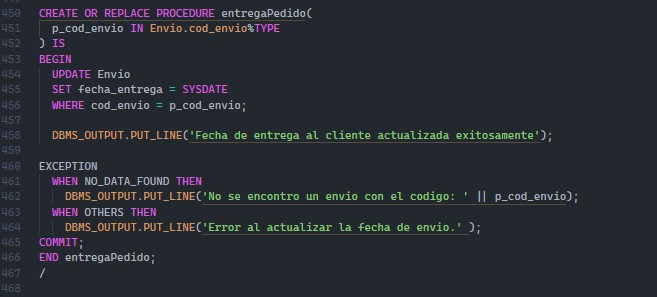 450 CREATE OR REPLACE PROCEDURE entregaPedido(
451   p_cod_envio IN Envio.cod_envio%TYPE
452 ) IS
453 BEGIN
454   UPDATE Envio
455   SET fecha_entrega = SYSDATE
456   WHERE cod_envio = p_cod_envio;
457
458   DBMS_OUTPUT.PUT_LINE('Fecha de entrega al cliente actualizada exitosamente');
459
460 EXCEPTION
461   WHEN NO_DATA_FOUND THEN
462     DBMS_OUTPUT.PUT_LINE('No se encontro un envio con el codigo: ' || p_cod_envio);
463   WHEN OTHERS THEN
464     DBMS_OUTPUT.PUT_LINE('Error al actualizar la fecha de envio.' );
465 COMMIT;
466 END entregaPedido;
467 /
468